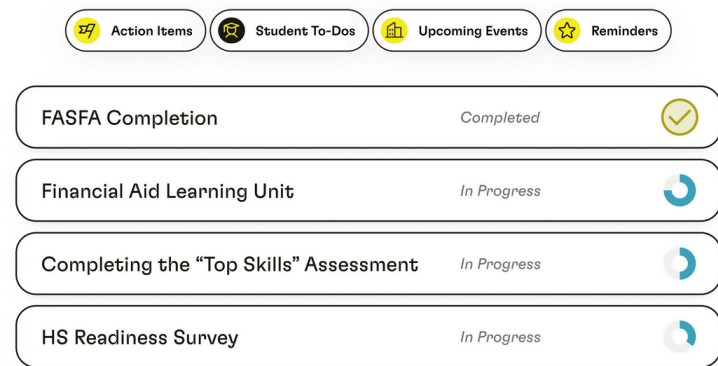 Action Items
Student To-Dos
Upcoming Events
Reminders
FASFA Completion
Completed
Financial Aid Learning Unit
In Progress
Completing the “Top Skills” Assessment
In Progress
HS Readiness Survey
In Progress